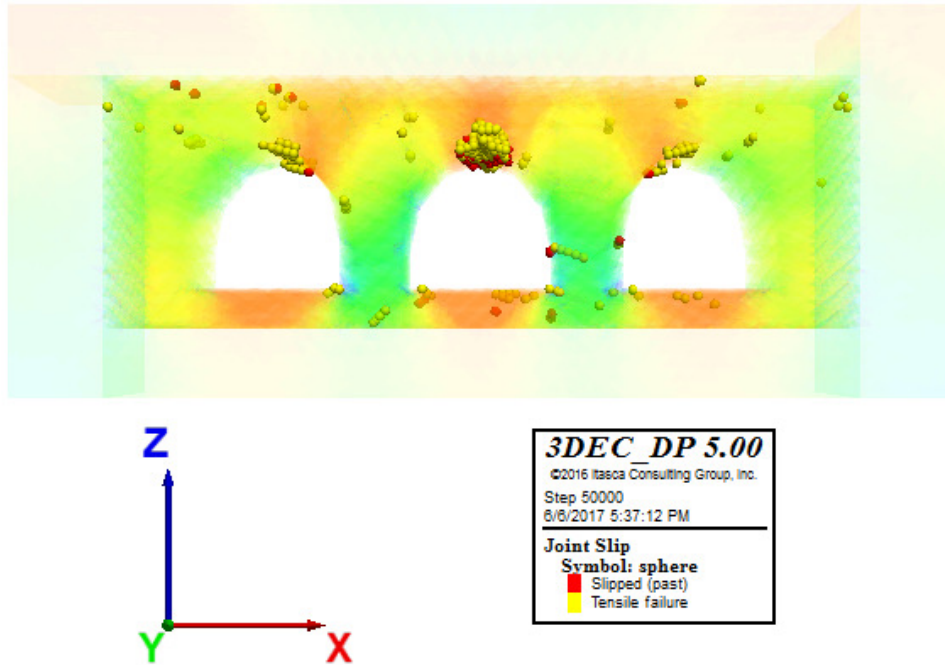 Z
Y
X
3DEC_DP 5.00
©2016 Itasca Consulting Group, Inc.
Step 50000
6/6/2017 5:37:12 PM
Joint Slip
Symbol: sphere
Slipped (past)
Tensile failure